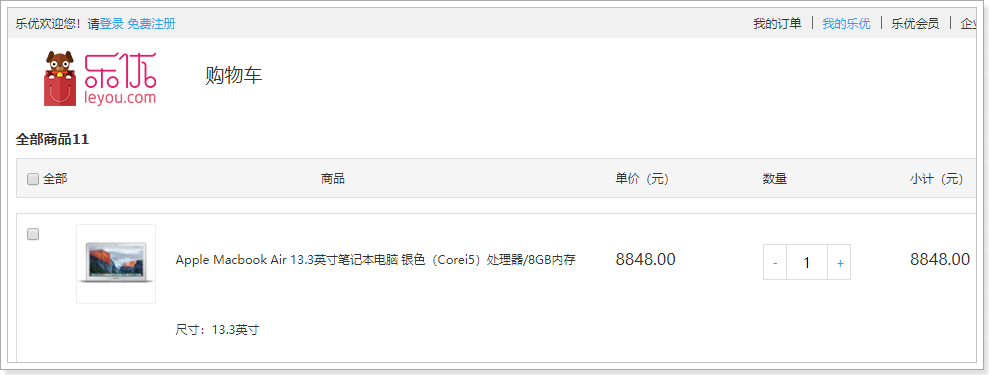 乐优欢迎您！请登录 免费注册 我的订单 | 我的乐优 | 乐优会员 | 企
乐优
leyou.com
购物车
全部商品11
全部 商品 单价（元） 数量 小计（元）
Apple Macbook Air 13.3英寸笔记本电脑 银色（Corei5）处理器/8GB内存 8848.00 - 1 + 8848.00
尺寸：13.3英寸